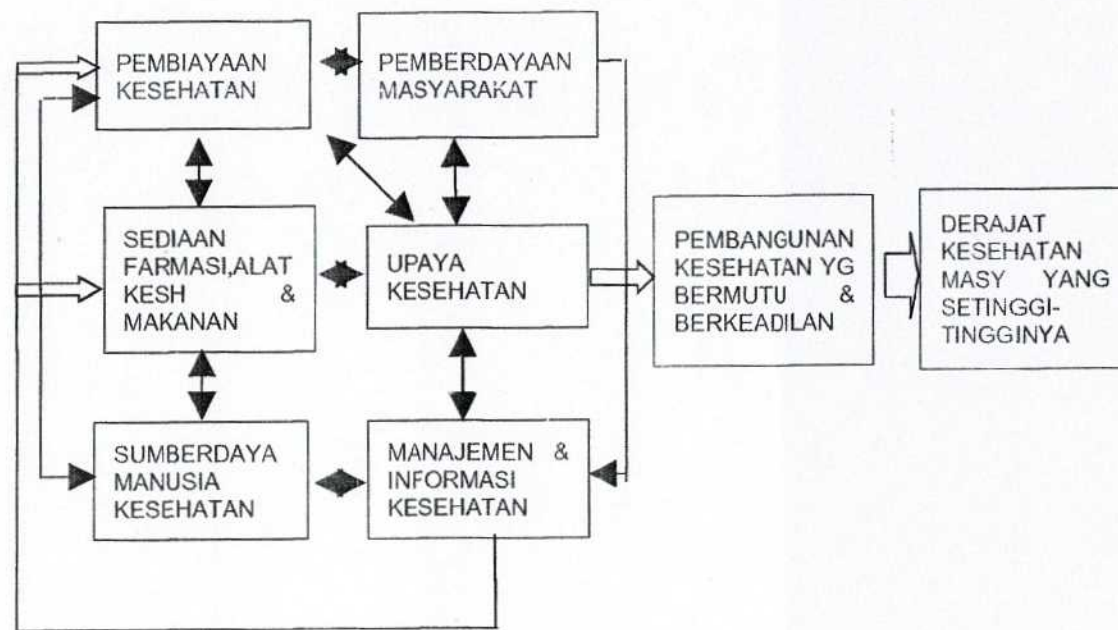 PEMBIAYAAN
KESEHATAN
PEMBERDAYAAN
MASYARAKAT
SEDIAAN
FARMASI,ALAT
KESH &
MAKANAN
UPAYA
KESEHATAN
PEMBANGUNAN
KESEHATAN YG
BERMUTU &
BERKEADILAN
DERAJAT
KESEHATAN
MASY YANG
SETINGGI-
TINGGINYA
SUMBERDAYA
MANUSIA
KESEHATAN
MANAJEMEN &
INFORMASI
KESEHATAN